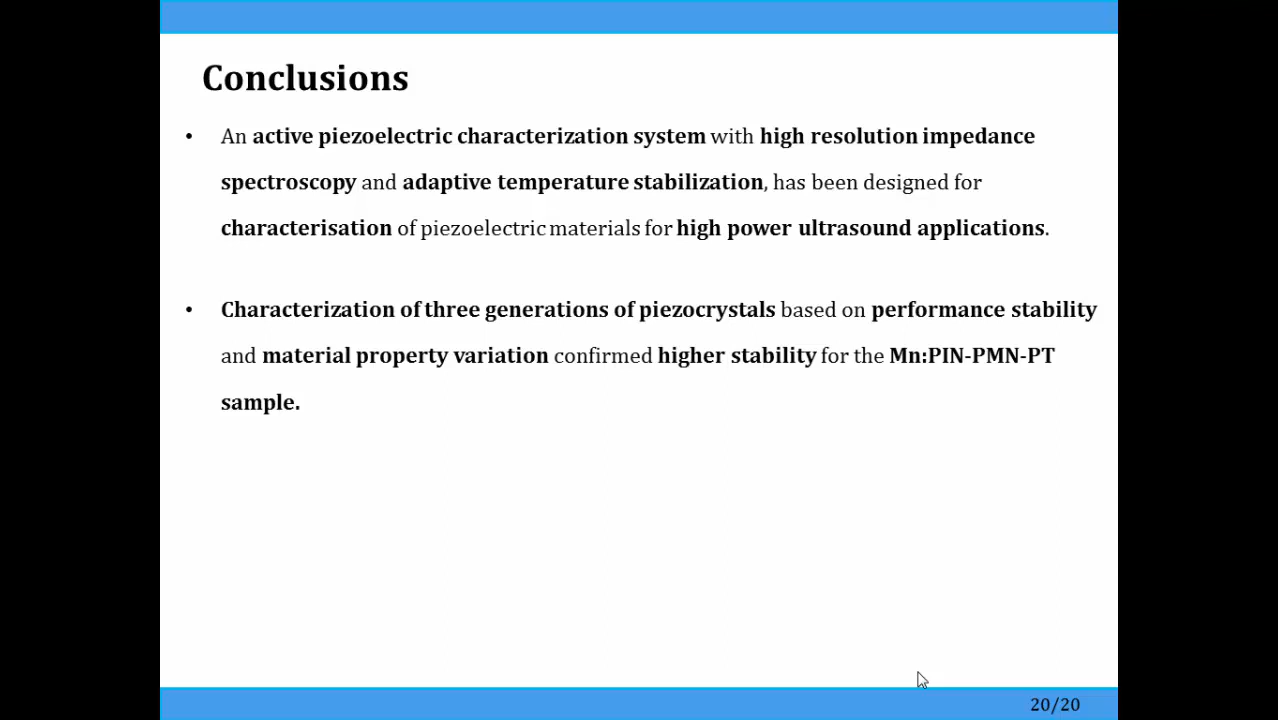 Conclusions
• An active piezoelectric characterization system with high resolution impedance
spectroscopy and adaptive temperature stabilization, has been designed for
characterisation of piezoelectric materials for high power ultrasound applications.
• Characterization of three generations of piezocrystals based on performance stability
and material property variation confirmed higher stability for the Mn:PIN-PMN-PT
sample.
20/20